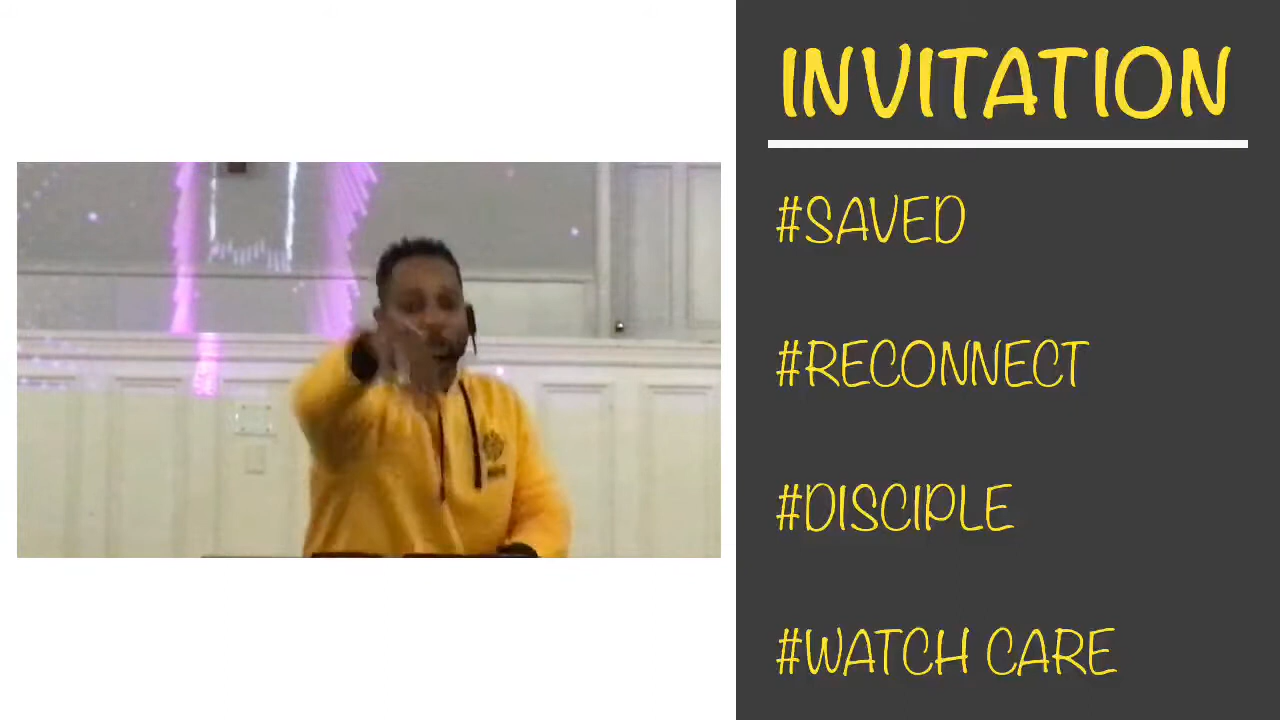 INVITATION
#SAVED
#RECONNECT
#DISCIPLE
#WATCH CARE